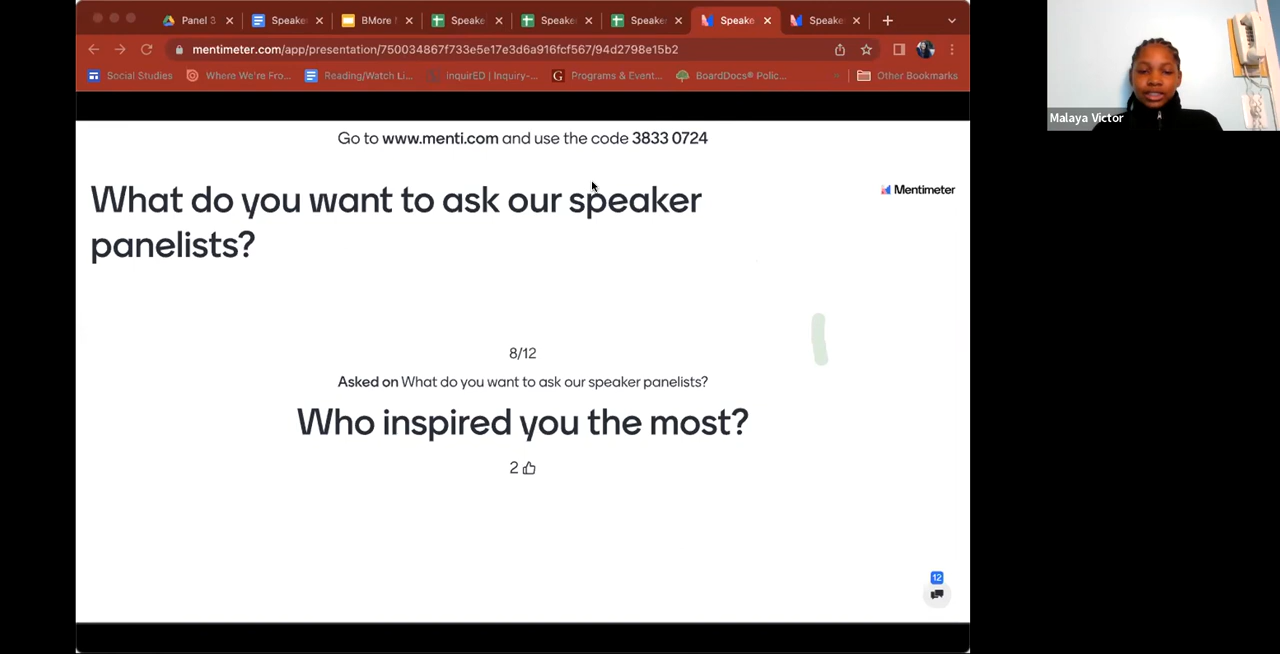 Panel 3
Speake
BMore
Speake
Speake
Speake
Speake
Speake
mentimeter.com/app/presentation/750034867f733e5e17e3d6a916fcf567/94d2798e15b2
Social Studies
Where We're Fro...
Reading/Watch Li...
inquirED | Inquiry-...
Programs & Event...
BoardDocs® Polic...
»
Other Bookmarks
Malaya Victor
Go to www.menti.com and use the code 3833 0724
Mentimeter
What do you want to ask our speaker
panelists?
8/12
Asked on What do you want to ask our speaker panelists?
Who inspired you the most?
2
12